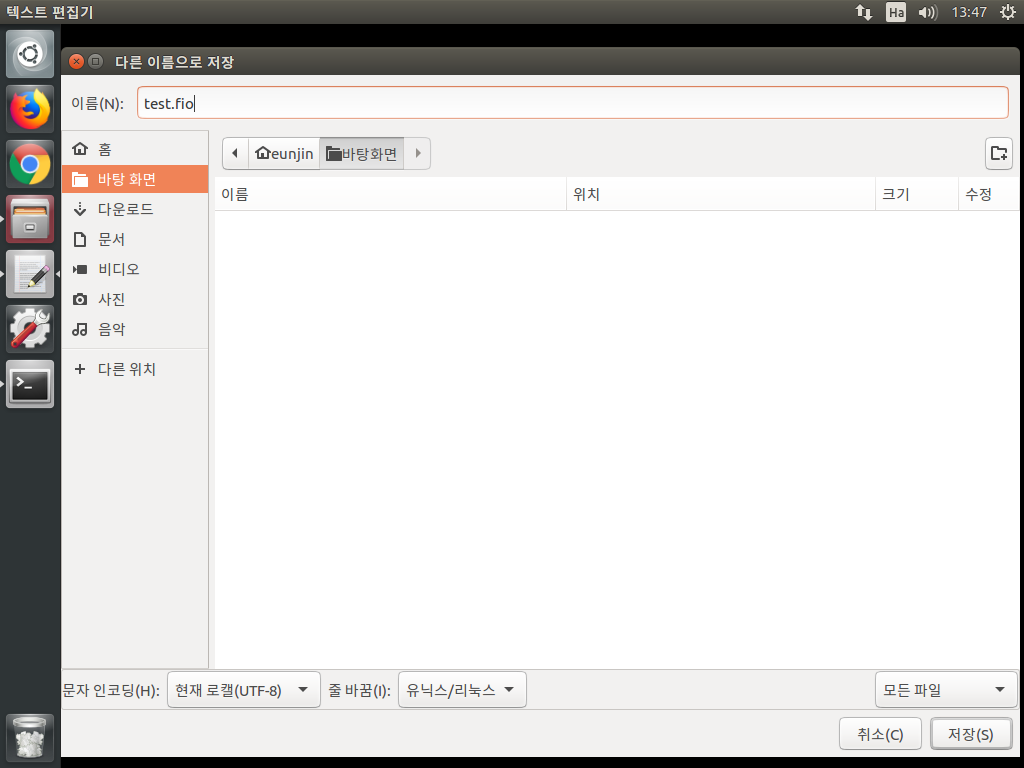 텍스트 편집기
Ha
13:47
다른 이름으로 저장
이름(N):
test.fio
홈
바탕 화면
다운로드
문서
비디오
사진
음악
다른 위치
eunjin
바탕화면
이름
위치
크기
수정
문자 인코딩(H):
현재 로캘(UTF-8)
줄 바꿈(I):
유닉스/리눅스
모든 파일
취소(C)
저장(S)